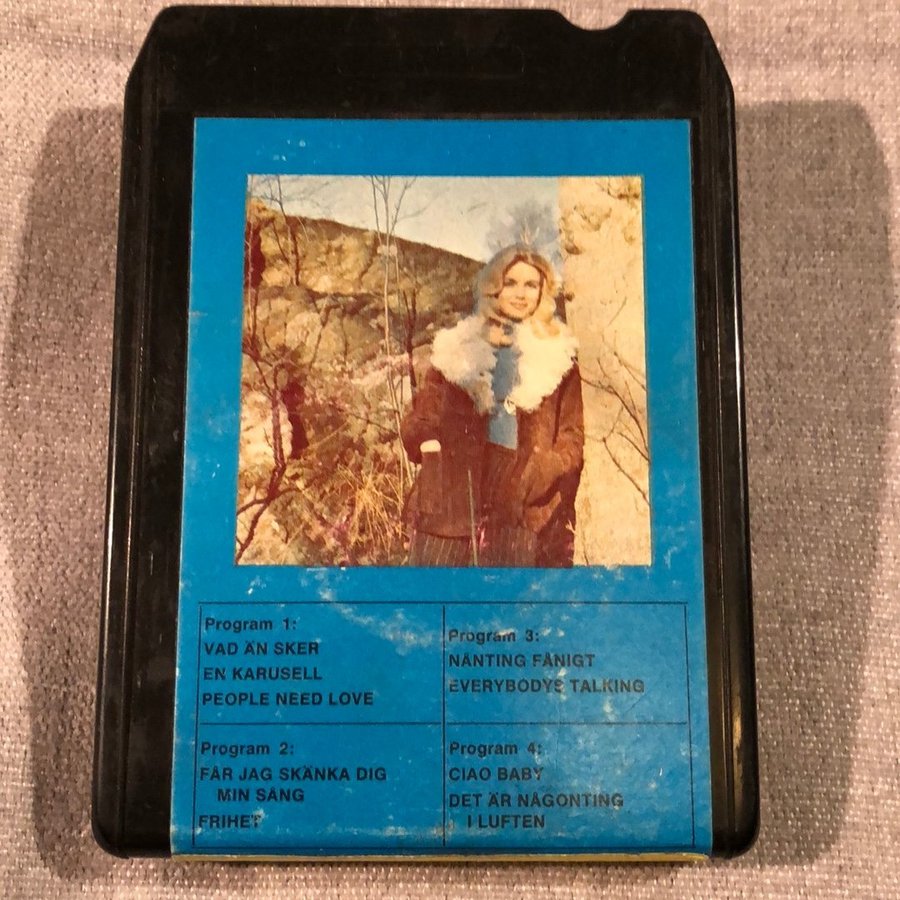 Program 1:
VAD ÄN SKER
EN KARUSELL
PEOPLE NEED LOVE
Program 2:
FÅR JAG SKÄNKA DIG
MIN SÅNG
FRIHET
Program 3:
NÅNTING FÅNIGT
EVERYBODYS TALKING
Program 4:
CIAO BABY
DET ÄR NÅGONTING
I LUFTEN